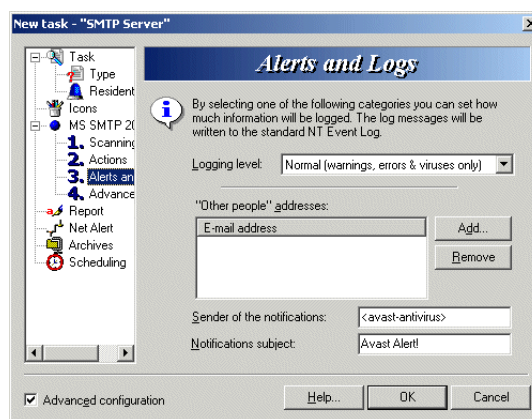 New task - "SMTP Server"
Task
Type
Resident
Icons
MS SMTP 20
1. Scanning
2. Actions
3. Alerts an
4. Advance
Report
Net Alert
Archives
Scheduling
Alerts and Logs
By selecting one of the following categories you can set how
much information will be logged. The log messages will be
written to the standard NT Event Log.
Logging level:
Normal (warnings, errors & viruses only)
"Other people" addresses:
E-mail address
Add...
Remove
Sender of the notifications:
<avast-antivirus>
Notifications subject:
Avast Alert!
Advanced configuration
Help...
OK
Cancel